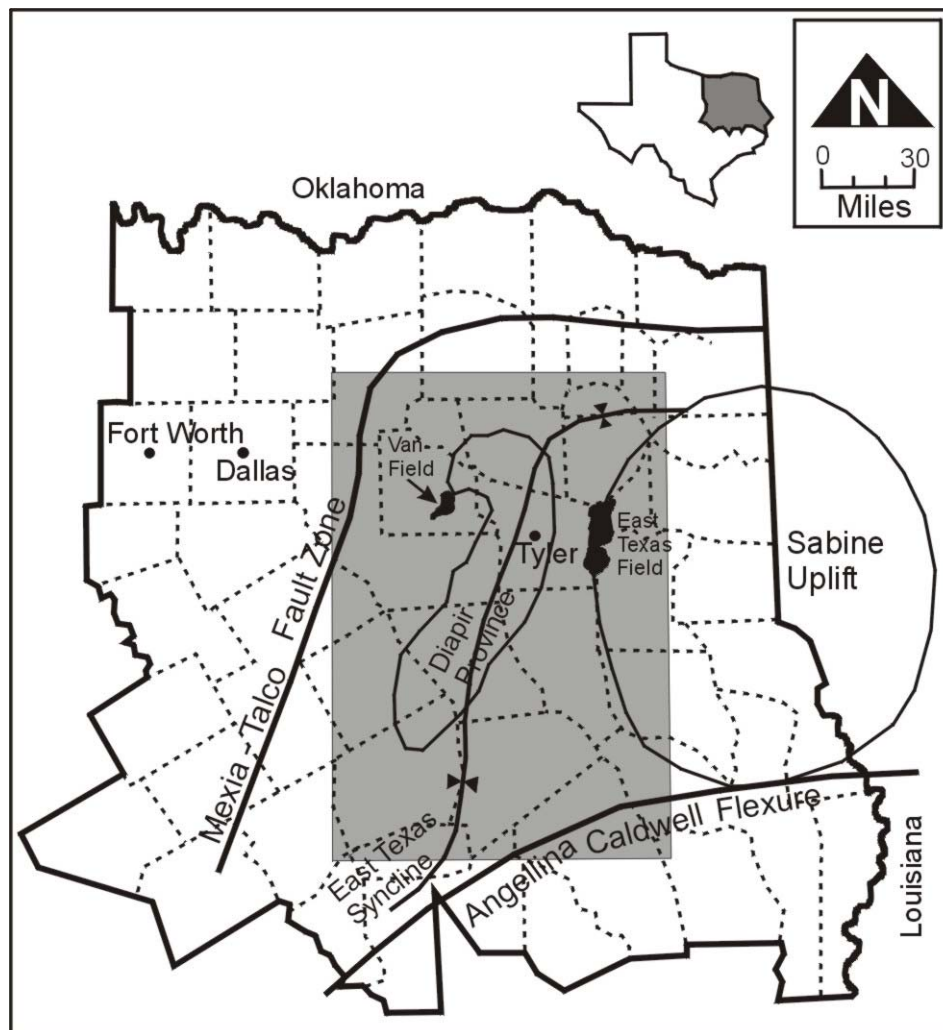 N
0 30
Miles
Oklahoma
Fort Worth
Dallas
Van
Field
Tyler
East
Texas
Field
Sabine
Uplift
Mexia - Talco Fault Zone
Diapir
Province
East Texas
Syncline
Angellina Caldwell Flexure
Louisiana